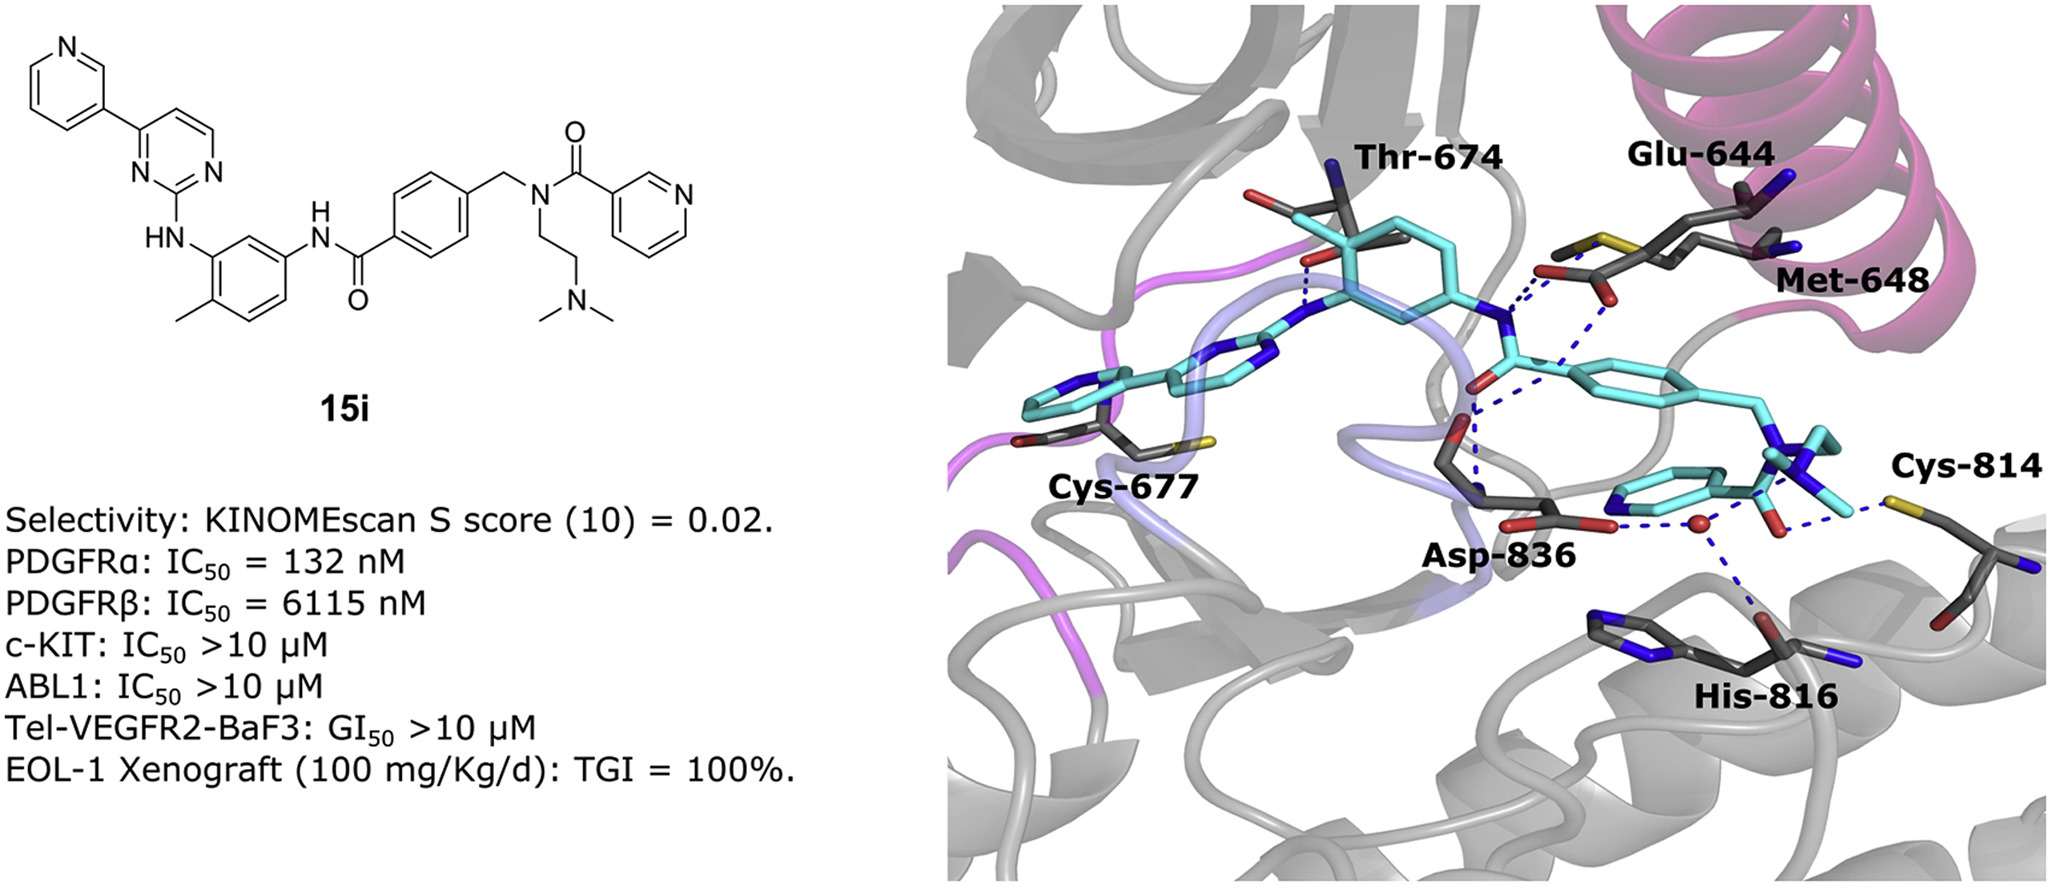 N
N
N
HN
H
N
O
N
O
N
N
15i
Selectivity: KINOMEscan S score (10) = 0.02.
PDGFRα: IC₅₀ = 132 nM
PDGFRβ: IC₅₀ = 6115 nM
c-KIT: IC₅₀ >10 μM
ABL1: IC₅₀ >10 μM
Tel-VEGFR2-BaF3: GI₅₀ >10 μM
EOL-1 Xenograft (100 mg/Kg/d): TGI = 100%.
Thr-674
Glu-644
Met-648
Cys-677
Cys-814
Asp-836
His-816